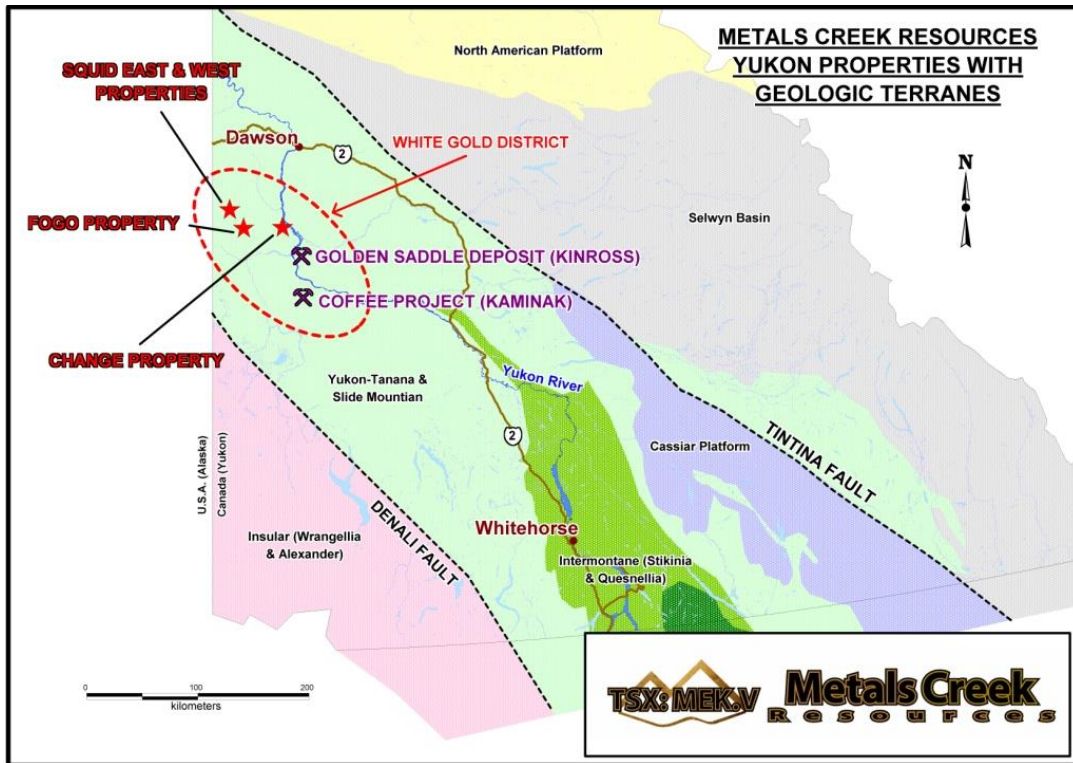 METALS CREEK RESOURCES
YUKON PROPERTIES WITH
GEOLOGIC TERRANES
North American Platform
SQUID EAST & WEST
PROPERTIES
Dawson
2
WHITE GOLD DISTRICT
N
Selwyn Basin
FOGO PROPERTY
GOLDEN SADDLE DEPOSIT (KINROSS)
COFFEE PROJECT (KAMINAK)
CHANGE PROPERTY
Yukon-Tanana &
Slide Mountian
Yukon River
2
Cassiar Platform
TINTINA FAULT
U.S.A. (Alaska)
Canada (Yukon)
DENALI FAULT
Insular (Wrangellia
& Alexander)
Whitehorse
Intermontane (Stikinia
& Quesnellia)
0 100 200
kilometers
TSX: MEK.V
Metals Creek
Resources